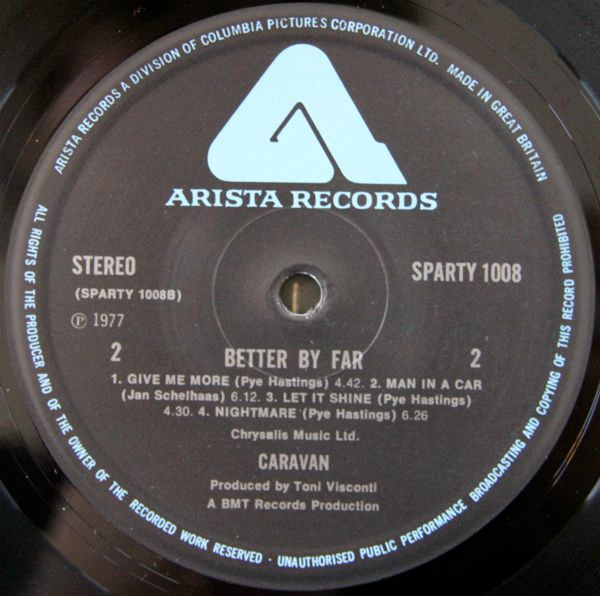 ARISTA RECORDS A DIVISION OF COLUMBIA PICTURES CORPORATION LTD. MADE IN GREAT BRITAIN
ARISTA RECORDS
STEREO
SPARTY 1008
(SPARTY 1008B)
℗ 1977
2 BETTER BY FAR 2
1. GIVE ME MORE (Pye Hastings) 4.42. 2. MAN IN A CAR
(Jan Schelhaas) 6.12. 3. LET IT SHINE (Pye Hastings)
4.30. 4. NIGHTMARE (Pye Hastings) 6.26
Chrysalis Music Ltd.
CARAVAN
Produced by Toni Visconti
A BMT Records Production
ALL RIGHTS OF THE PRODUCER AND OF THE OWNER OF THE RECORDED WORK RESERVED · UNAUTHORISED PUBLIC PERFORMANCE BROADCASTING AND COPYING OF THIS RECORD PROHIBITED